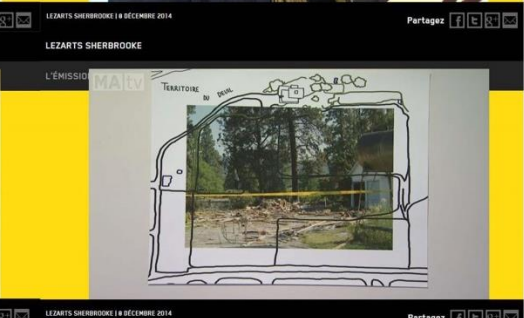 LEZARTS SHERBROOKE | 8 DÉCEMBRE 2014
Partagez
LEZARTS SHERBROOKE
L'ÉMISSIO
MAtv
TERRITOIRE
DU DEUIL
LEZARTS SHERBROOKE | 8 DÉCEMBRE 2014
Partagez